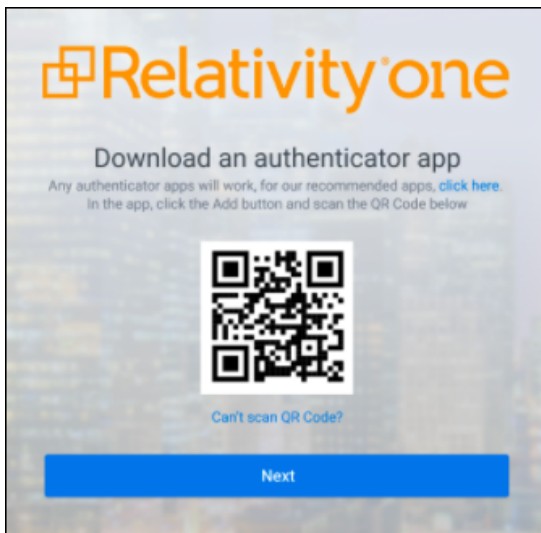 Relativity one
Download an authenticator app
Any authenticator apps will work, for our recommended apps, click here.
In the app, click the Add button and scan the QR Code below
Can't scan QR Code?
Next